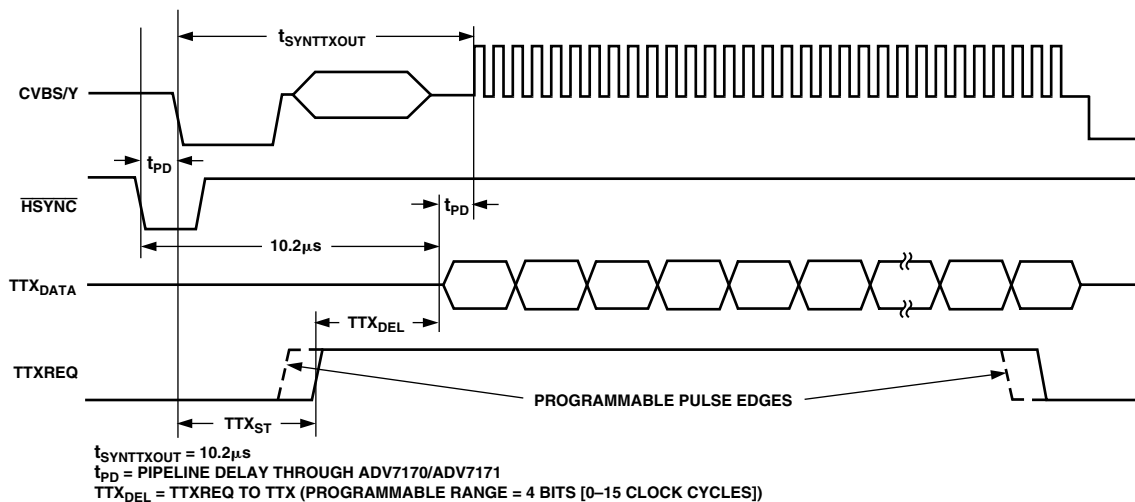 tSYNTTXOUT
CVBS/Y
tPD
HSYNC
tPD
10.2μs
TTXDATA
TTXDEL
TTXREQ
PROGRAMMABLE PULSE EDGES
TTXST
tSYNTTXOUT = 10.2μs
tPD = PIPELINE DELAY THROUGH ADV7170/ADV7171
TTXDEL = TTXREQ TO TTX (PROGRAMMABLE RANGE = 4 BITS [0–15 CLOCK CYCLES])